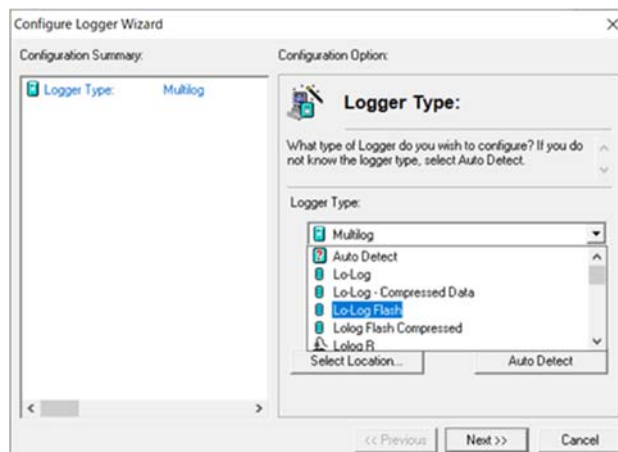 Configure Logger Wizard
Configuration Summary:
Logger Type: Multilog
Configuration Option:
Logger Type:
What type of Logger do you wish to configure? If you do
not know the logger type, select Auto Detect.
Logger Type:
Multilog
Auto Detect
Lo-Log
Lo-Log - Compressed Data
Lo-Log Flash
Lolog Flash Compressed
Lolog R
Select Location...
Auto Detect
<< Previous
Next >>
Cancel